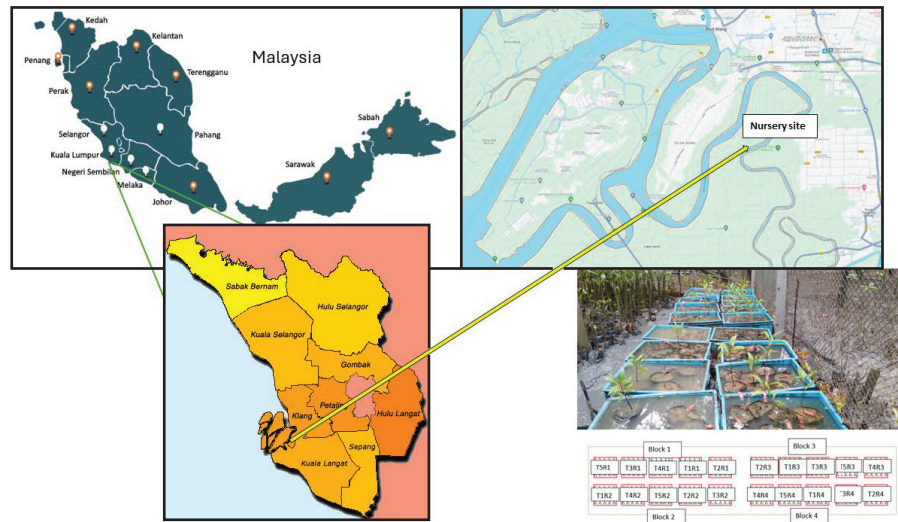 Malaysia
Kedah
Kelantan
Penang
Terengganu
Perak
Selangor
Pahang
Kuala Lumpur
Negeri Sembilan
Melaka
Johor
Sabah
Sarawak
Port Klang
Nursery site
Sabak Bernam
Hulu Selangor
Kuala Selangor
Gombak
Klang
Petalin
Hulu Langat
Sepang
Kuala Langat
Block 1
Block 3
T5R1 T3R1 T4R1 T1R1 T2R1
T2R3 T1R3 T3R3 T5R3 T4R3
T1R2 T4R2 T5R2 T2R2 T3R2
T4R4 T5R4 T1R4 T3R4 T2R4
Block 2
Block 4